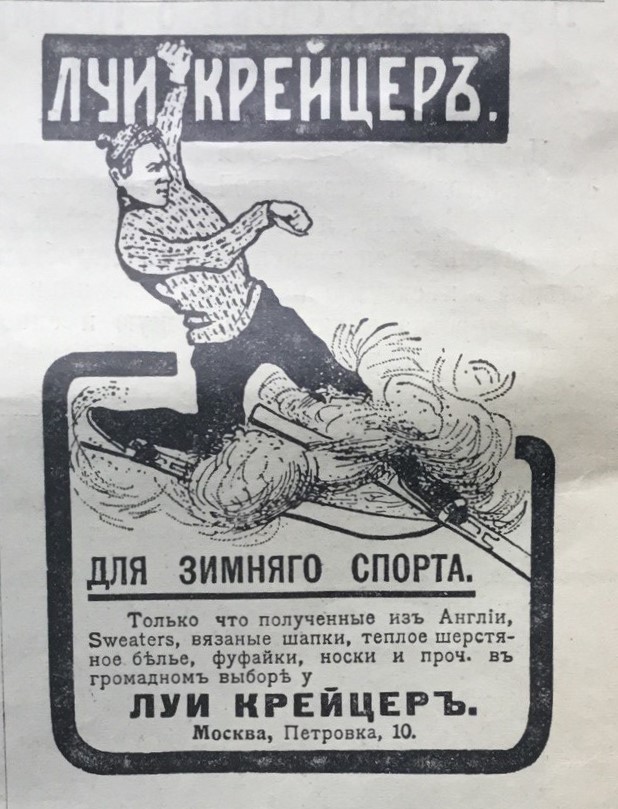 ЛУИ КРЕЙЦЕРЪ.
ДЛЯ ЗИМНЯГО СПОРТА.
Только что полученные изъ Англіи,
Sweaters, вязаные шапки, теплое шерстя-
ное бѣлье, фуфайки, носки и проч. въ
громадномъ выборѣ у
ЛУИ КРЕЙЦЕРЪ.
Москва, Петровка, 10.